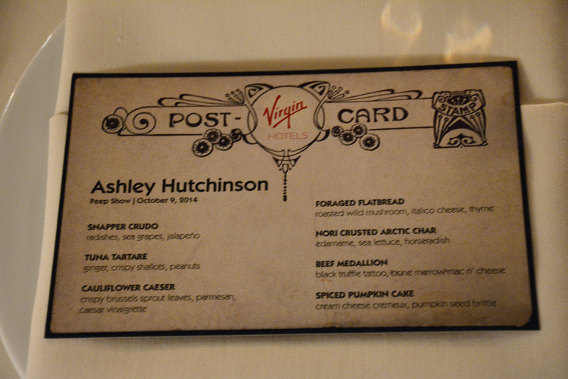 POST-
Virgin
HOTELS
CARD
STAMP
Ashley Hutchinson
Peep Show | October 9, 2014
SNAPPER CRUDO
radishes, sea grapes, jalapeño
TUNA TARTARE
ginger, crispy shallots, peanuts
CAULIFLOWER CAESER
crispy brussels sprout leaves, parmesan,
caesar vinaigrette
FORAGED FLATBREAD
roasted wild mushroom, italico cheese, thyme
NORI CRUSTED ARCTIC CHAR
edamame, sea lettuce, horseradish
BEEF MEDALLION
black truffle tattoo, bone marrow mac n' cheese
SPICED PUMPKIN CAKE
cream cheese cremeux, pumpkin seed brittle